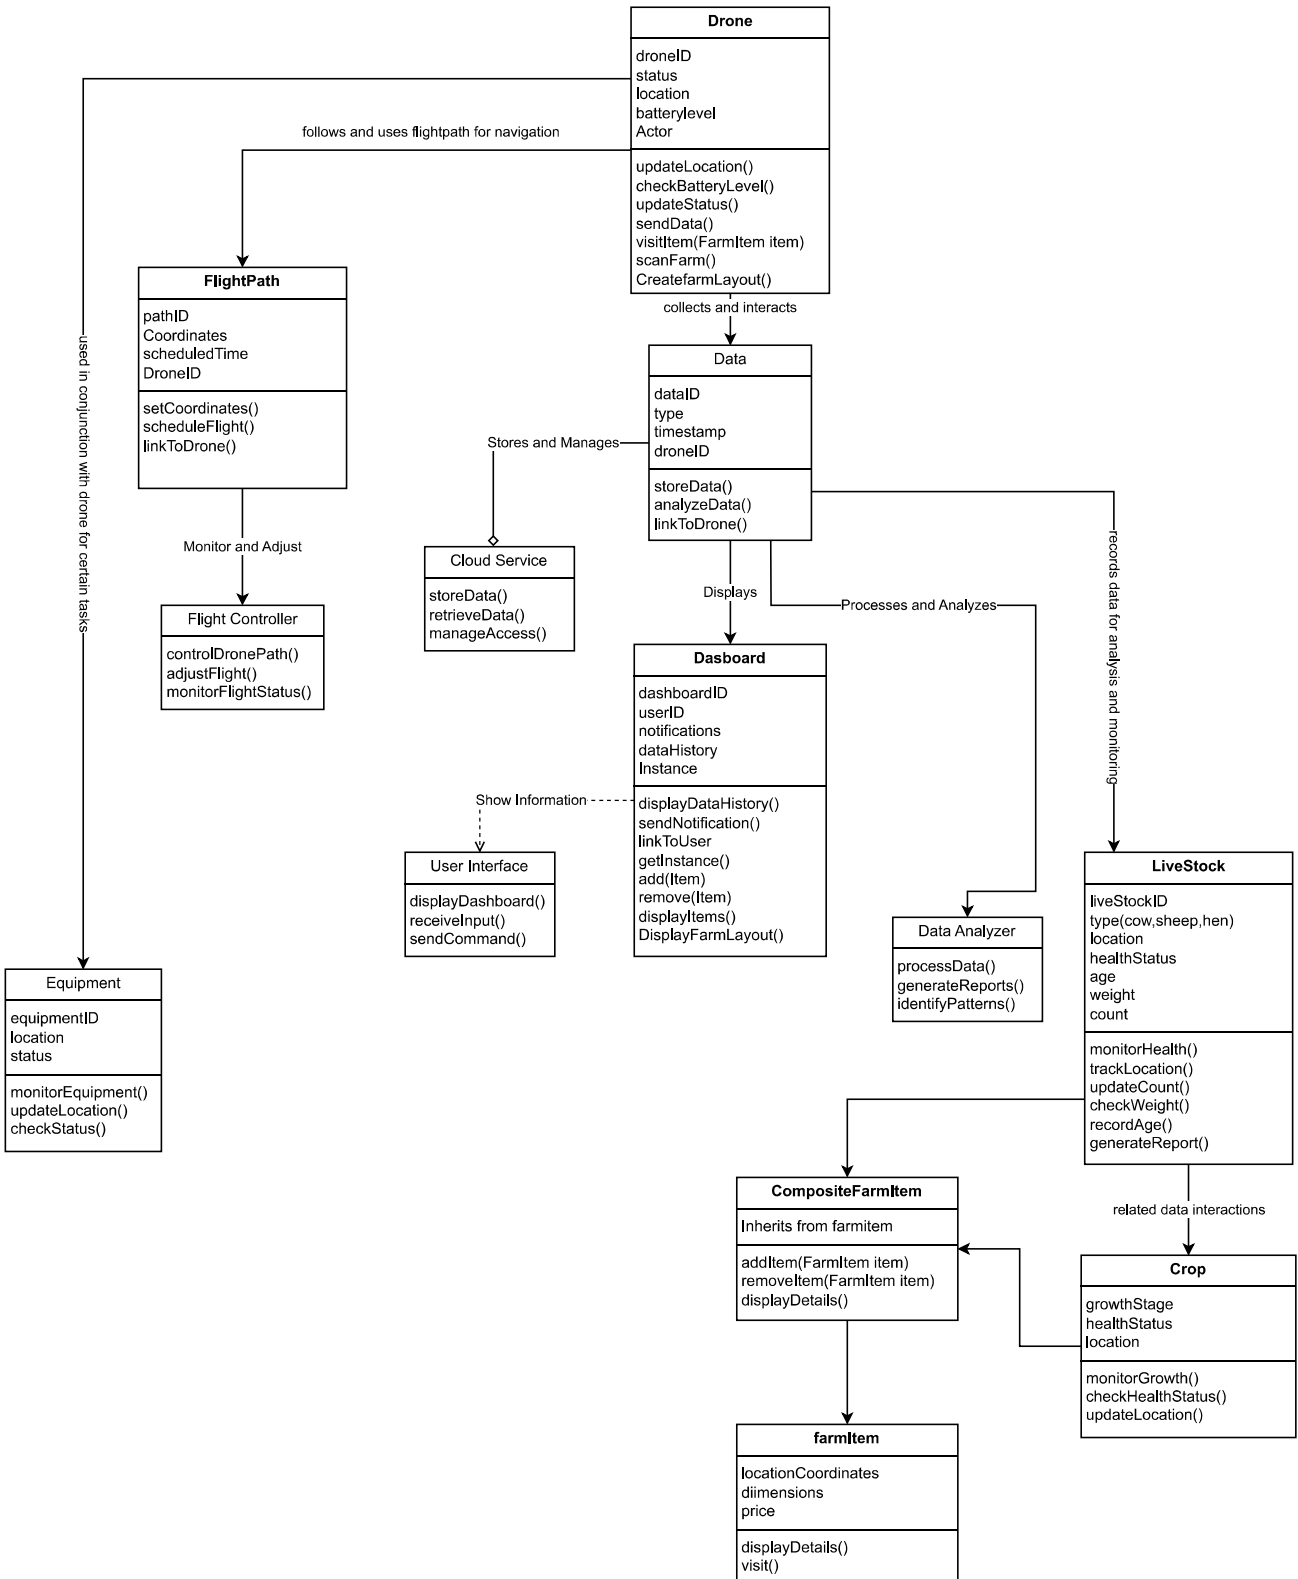 Drone
droneID
status
location
batterylevel
Actor
updateLocation()
checkBatteryLevel()
updateStatus()
sendData()
visitItem(FarmItem item)
scanFarm()
CreatefarmLayout()
follows and uses flightpath for navigation
used in conjunction with drone for certain tasks
collects and interacts
FlightPath
pathID
Coordinates
scheduledTime
DroneID
setCoordinates()
scheduleFlight()
linkToDrone()
Data
dataID
type
timestamp
droneID
storeData()
analyzeData()
linkToDrone()
Stores and Manages
Monitor and Adjust
Displays
Processes and Analyzes
records data for analysis and monitoring
Cloud Service
storeData()
retrieveData()
manageAccess()
Flight Controller
controlDronePath()
adjustFlight()
monitorFlightStatus()
Dasboard
dashboardID
userID
notifications
dataHistory
Instance
displayDataHistory()
sendNotification()
linkToUser
getInstance()
add(Item)
remove(Item)
displayItems()
DisplayFarmLayout()
Show Information
User Interface
displayDashboard()
receiveInput()
sendCommand()
Data Analyzer
processData()
generateReports()
identifyPatterns()
LiveStock
liveStockID
type(cow,sheep,hen)
location
healthStatus
age
weight
count
monitorHealth()
trackLocation()
updateCount()
checkWeight()
recordAge()
generateReport()
Equipment
equipmentID
location
status
monitorEquipment()
updateLocation()
checkStatus()
CompositeFarmItem
Inherits from farmitem
addItem(FarmItem item)
removeItem(FarmItem item)
displayDetails()
related data interactions
Crop
growthStage
healthStatus
location
monitorGrowth()
checkHealthStatus()
updateLocation()
farmItem
locationCoordinates
diimensions
price
displayDetails()
visit()